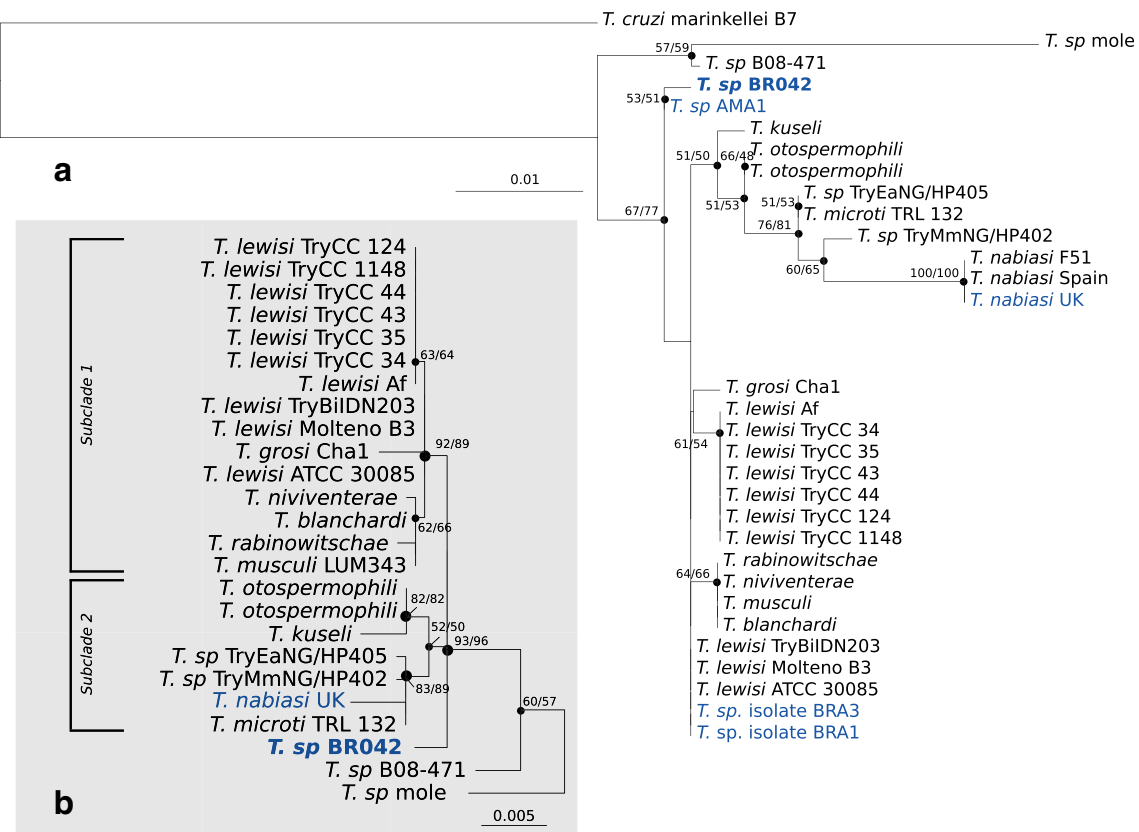 T. cruzi marinkellei B7
T. sp mole
57/59
T. sp B08-471
T. sp BR042
53/51
T. sp AMA1
T. kuseli
51/50
66/48
T. otospermophili
T. otospermophili
T. sp TryEaNG/HP405
51/53
51/53
T. microti TRL 132
76/81
T. sp TryMmNG/HP402
60/65
T. nabiasi F51
100/100
T. nabiasi Spain
T. nabiasi UK
67/77
a
0.01
T. grosi Cha1
T. lewisi Af
T. lewisi TryCC 34
61/54
T. lewisi TryCC 35
T. lewisi TryCC 43
T. lewisi TryCC 44
T. lewisi TryCC 124
T. lewisi TryCC 1148
T. rabinowitschae
64/66
T. niviventerae
T. musculi
T. blanchardi
T. lewisi TryBilDN203
T. lewisi Molteno B3
T. lewisi ATCC 30085
T. sp. isolate BRA3
T. sp. isolate BRA1
Subclade 1
T. lewisi TryCC 124
T. lewisi TryCC 1148
T. lewisi TryCC 44
T. lewisi TryCC 43
T. lewisi TryCC 35
T. lewisi TryCC 34
63/64
T. lewisi Af
T. lewisi TryBilDN203
T. lewisi Molteno B3
92/89
T. grosi Cha1
T. lewisi ATCC 30085
T. niviventerae
T. blanchardi
62/66
T. rabinowitschae
T. musculi LUM343
Subclade 2
T. otospermophili
82/82
T. otospermophili
T. kuseli
52/50
93/96
T. sp TryEaNG/HP405
T. sp TryMmNG/HP402
83/89
T. nabiasi UK
60/57
T. microti TRL 132
T. sp BR042
T. sp B08-471
T. sp mole
b
0.005